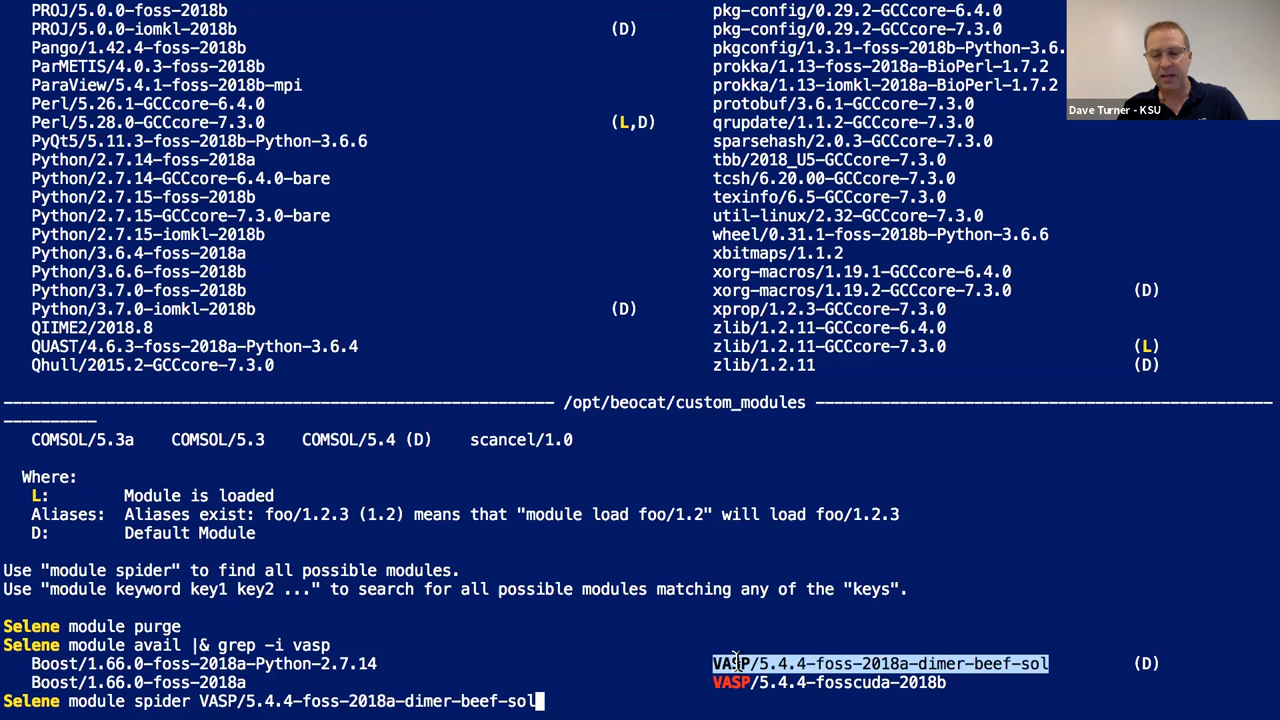 PROJ/5.0.0-foss-2018b
PROJ/5.0.0-iomkl-2018b (D)
Pango/1.42.4-foss-2018b
ParMETIS/4.0.3-foss-2018b
ParaView/5.4.1-foss-2018b-mpi
Perl/5.26.1-GCCcore-6.4.0
Perl/5.28.0-GCCcore-7.3.0 (L,D)
PyQt5/5.11.3-foss-2018b-Python-3.6.6
Python/2.7.14-foss-2018a
Python/2.7.14-GCCcore-6.4.0-bare
Python/2.7.15-foss-2018b
Python/2.7.15-GCCcore-7.3.0-bare
Python/2.7.15-iomkl-2018b
Python/3.6.4-foss-2018a
Python/3.6.6-foss-2018b
Python/3.7.0-foss-2018b
Python/3.7.0-iomkl-2018b (D)
QIIME2/2018.8
QUAST/4.6.3-foss-2018a-Python-3.6.4
Qhull/2015.2-GCCcore-7.3.0
pkg-config/0.29.2-GCCcore-6.4.0
pkg-config/0.29.2-GCCcore-7.3.0
pkgconfig/1.3.1-foss-2018b-Python-3.6.
prokka/1.13-foss-2018a-BioPerl-1.7.2
prokka/1.13-iomkl-2018a-BioPerl-1.7.2
protobuf/3.6.1-GCCcore-7.3.0
qrupdate/1.1.2-GCCcore-7.3.0
sparsehash/2.0.3-GCCcore-7.3.0
tbb/2018_U5-GCCcore-7.3.0
tcsh/6.20.00-GCCcore-7.3.0
texinfo/6.5-GCCcore-7.3.0
util-linux/2.32-GCCcore-7.3.0
wheel/0.31.1-foss-2018b-Python-3.6.6
xbitmaps/1.1.2
xorg-macros/1.19.1-GCCcore-6.4.0
xorg-macros/1.19.2-GCCcore-7.3.0 (D)
xprop/1.2.3-GCCcore-7.3.0
zlib/1.2.11-GCCcore-6.4.0
zlib/1.2.11-GCCcore-7.3.0 (L)
zlib/1.2.11 (D)
Dave Turner - KSU
/opt/beocat/custom_modules
COMSOL/5.3a COMSOL/5.3 COMSOL/5.4 (D) scancel/1.0
Where:
L: Module is loaded
Aliases: Aliases exist: foo/1.2.3 (1.2) means that "module load foo/1.2" will load foo/1.2.3
D: Default Module
Use "module spider" to find all possible modules.
Use "module keyword key1 key2 ..." to search for all possible modules matching any of the "keys".
Selene module purge
Selene module avail |& grep -i vasp
Boost/1.66.0-foss-2018a-Python-2.7.14 VASP/5.4.4-foss-2018a-dimer-beef-sol (D)
Boost/1.66.0-foss-2018a VASP/5.4.4-fosscuda-2018b
Selene module spider VASP/5.4.4-foss-2018a-dimer-beef-sol